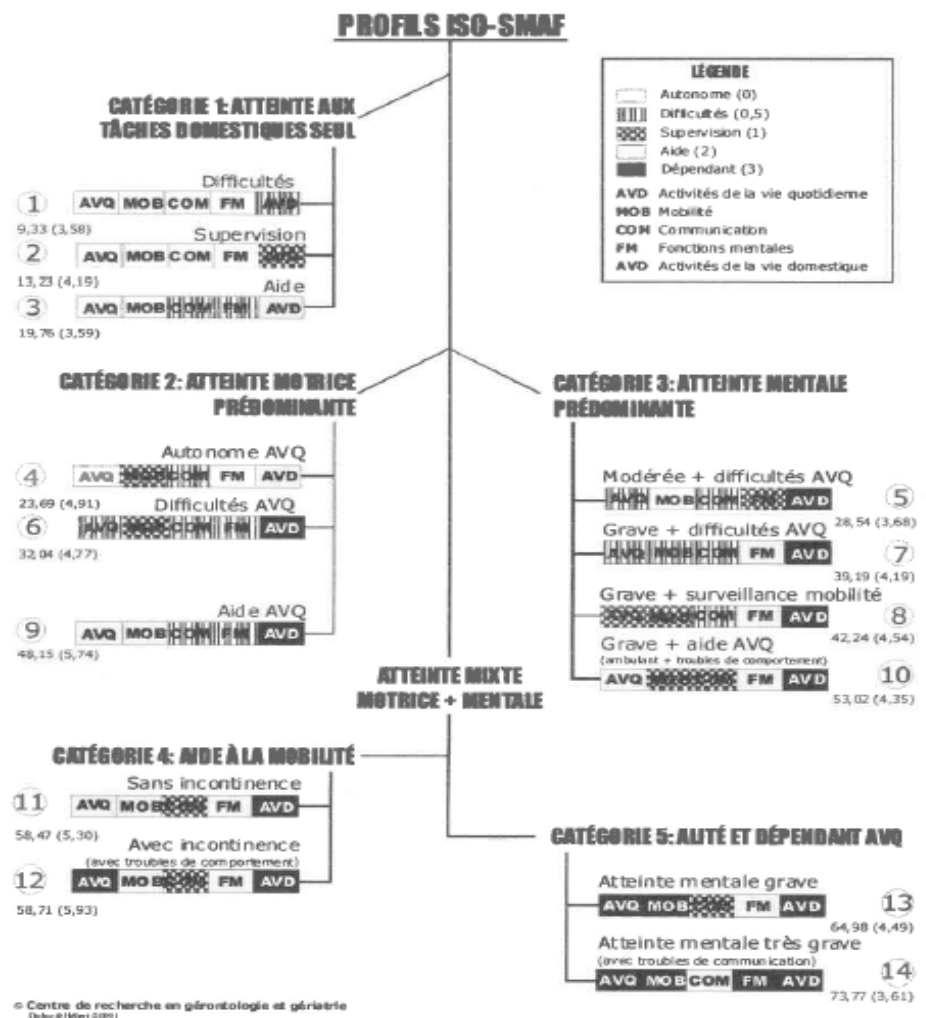 PROFILS ISO-SMAF
LÉGENDE
Autonome (0)
Difficultés (0,5)
Supervision (1)
Aide (2)
Dépendant (3)
AVQ Activités de la vie quotidienne
MOB Mobilité
COM Communication
FM Fonctions mentales
AVD Activités de la vie domestique
CATÉGORIE 1: ATTEINTE AUX
TÂCHES DOMESTIQUES SEUL
Difficultés
1 AVQ MOB COM FM AVD
9,33 (3,58)
Supervision
2 AVQ MOB COM FM
13,23 (4,19)
Aide
3 AVQ MOB COM FM AVD
19,76 (3,59)
CATÉGORIE 2: ATTEINTE MOTRICE
PRÉDOMINANTE
Autonome AVQ
4 AVQ MOB COM FM AVD
23,69 (4,91)
Difficultés AVQ
6 AVQ MOB COM FM AVD
32,04 (4,77)
Aide AVQ
9 AVQ MOB COM FM AVD
48,15 (5,74)
CATÉGORIE 3: ATTEINTE MENTALE
PRÉDOMINANTE
Modérée + difficultés AVQ
AVQ MOB COM AVD 5
28,54 (3,68)
Grave + difficultés AVQ
AVQ MOB COM FM AVD 7
39,19 (4,19)
Grave + surveillance mobilité
COM FM AVD 8
42,24 (4,54)
Grave + aide AVQ
(ambulant + troubles de comportement)
AVQ FM AVD 10
53,02 (4,35)
ATTEINTE MIXTE
MOTRICE + MENTALE
CATÉGORIE 4: AIDE À LA MOBILITÉ
Sans incontinence
11 AVQ MOB FM AVD
58,47 (5,30)
Avec incontinence
(avec troubles de comportement)
12 AVQ MOB FM AVD
58,71 (5,93)
CATÉGORIE 5: ALITÉ ET DÉPENDANT AVQ
Atteinte mentale grave
AVQ MOB FM AVD 13
64,98 (4,49)
Atteinte mentale très grave
(avec troubles de communication)
AVQ MOB COM FM AVD 14
73,77 (3,61)
© Centre de recherche en gérontologie et gériatrie